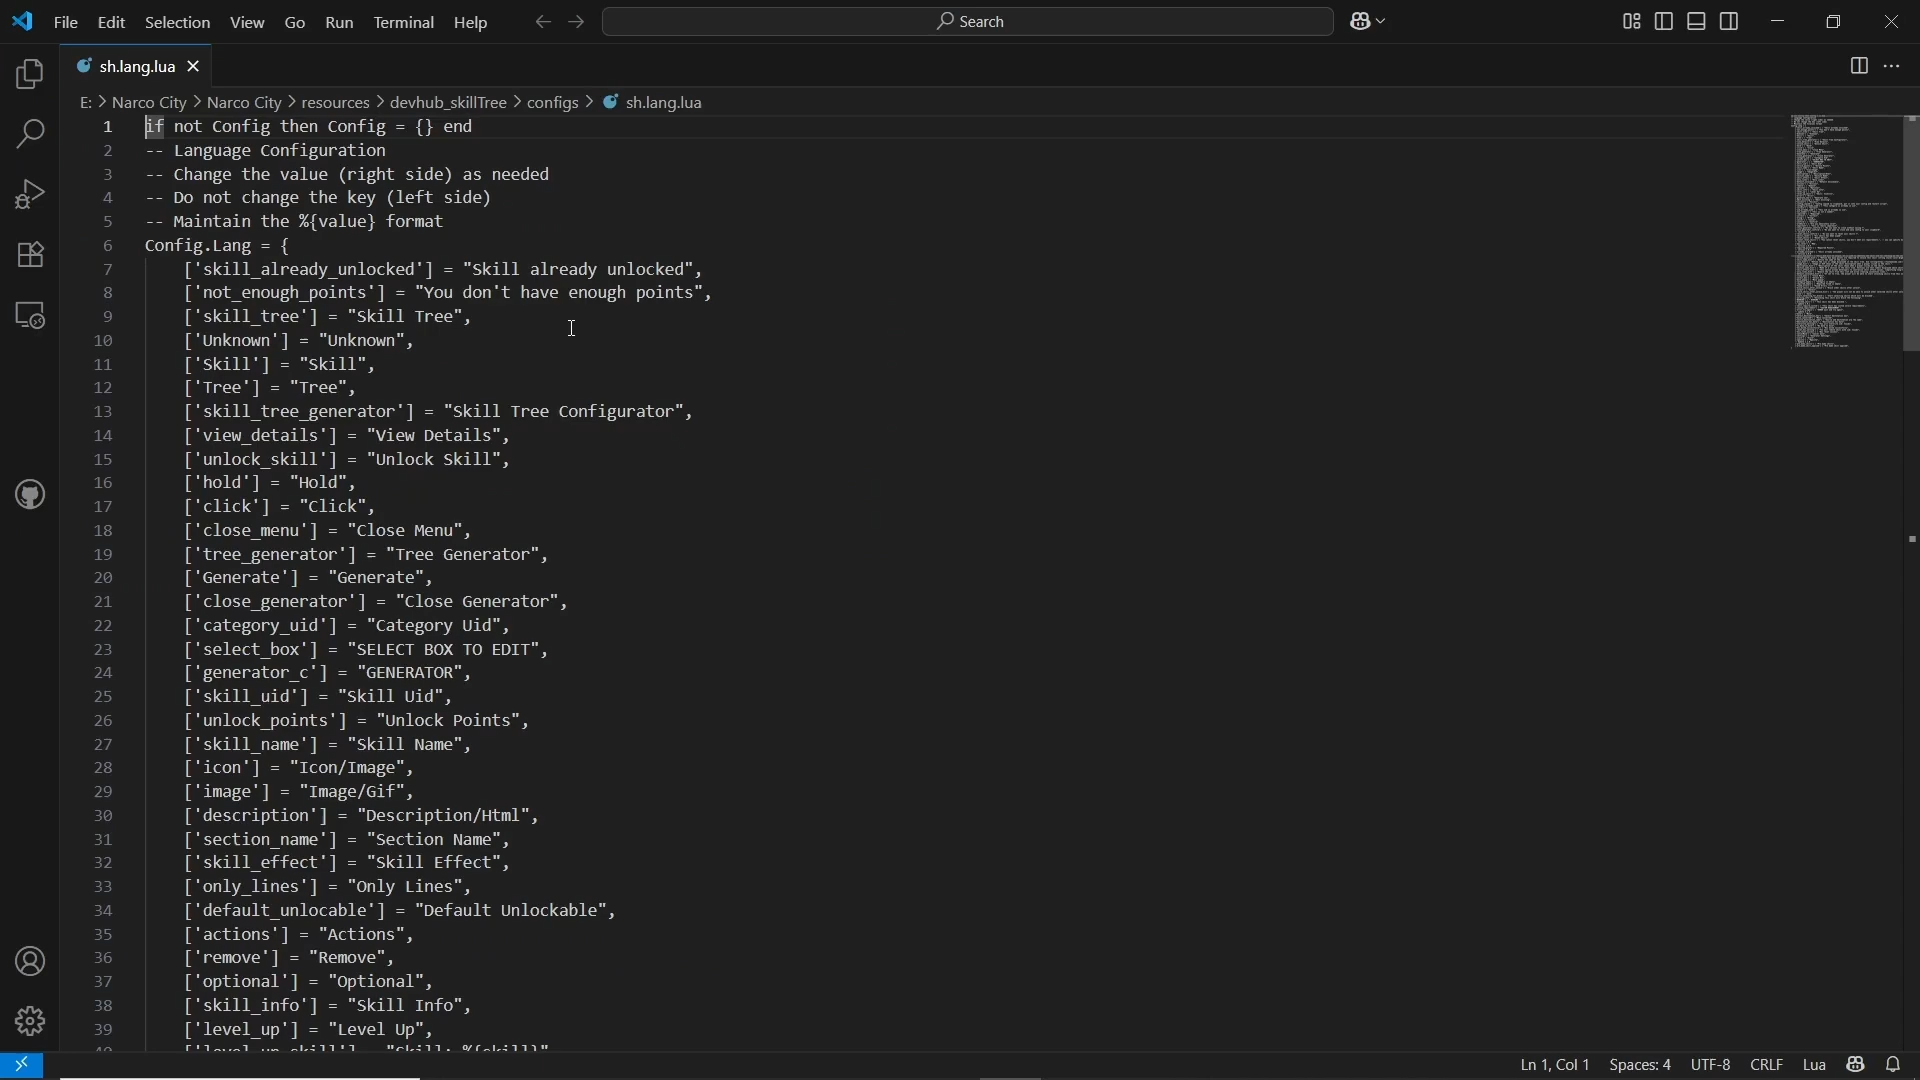 File Edit Selection View Go Run Terminal Help Search
sh.lang.lua
E: > Narco City > Narco City > resources > devhub_skillTree > configs > sh.lang.lua
1 if not Config then Config = {} end
2 -- Language Configuration
3 -- Change the value (right side) as needed
4 -- Do not change the key (left side)
5 -- Maintain the %{value} format
6 Config.Lang = {
7 ['skill_already_unlocked'] = "Skill already unlocked",
8 ['not_enough_points'] = "You don't have enough points",
9 ['skill_tree'] = "Skill Tree",
10 ['Unknown'] = "Unknown",
11 ['Skill'] = "Skill",
12 ['Tree'] = "Tree",
13 ['skill_tree_generator'] = "Skill Tree Configurator",
14 ['view_details'] = "View Details",
15 ['unlock_skill'] = "Unlock Skill",
16 ['hold'] = "Hold",
17 ['click'] = "Click",
18 ['close_menu'] = "Close Menu",
19 ['tree_generator'] = "Tree Generator",
20 ['Generate'] = "Generate",
21 ['close_generator'] = "Close Generator",
22 ['category_uid'] = "Category Uid",
23 ['select_box'] = "SELECT BOX TO EDIT",
24 ['generator_c'] = "GENERATOR",
25 ['skill_uid'] = "Skill Uid",
26 ['unlock_points'] = "Unlock Points",
27 ['skill_name'] = "Skill Name",
28 ['icon'] = "Icon/Image",
29 ['image'] = "Image/Gif",
30 ['description'] = "Description/Html",
31 ['section_name'] = "Section Name",
32 ['skill_effect'] = "Skill Effect",
33 ['only_lines'] = "Only Lines",
34 ['default_unlocable'] = "Default Unlockable",
35 ['actions'] = "Actions",
36 ['remove'] = "Remove",
37 ['optional'] = "Optional",
38 ['skill_info'] = "Skill Info",
39 ['level_up'] = "Level Up",
Ln 1, Col 1 Spaces: 4 UTF-8 CRLF Lua